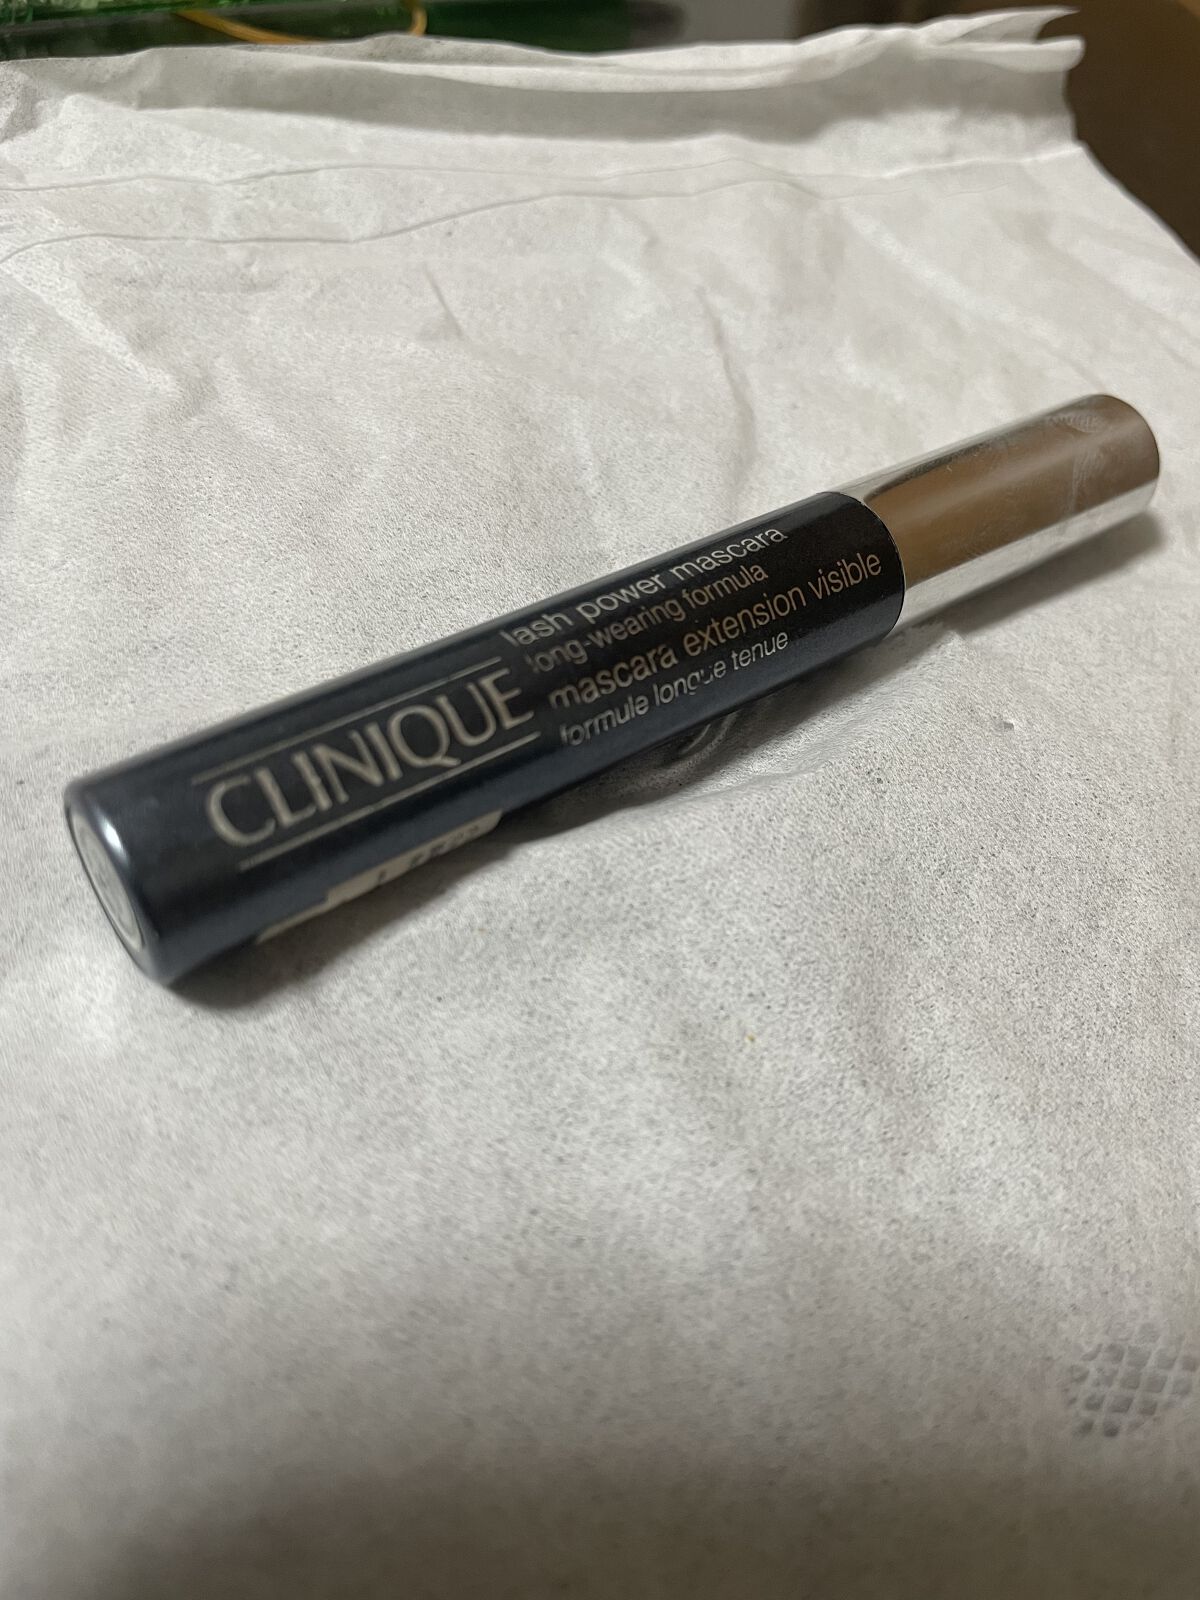 CLINIQUE
lash power mascara
long-wearing formula
mascara extension visible
formule longue tenue